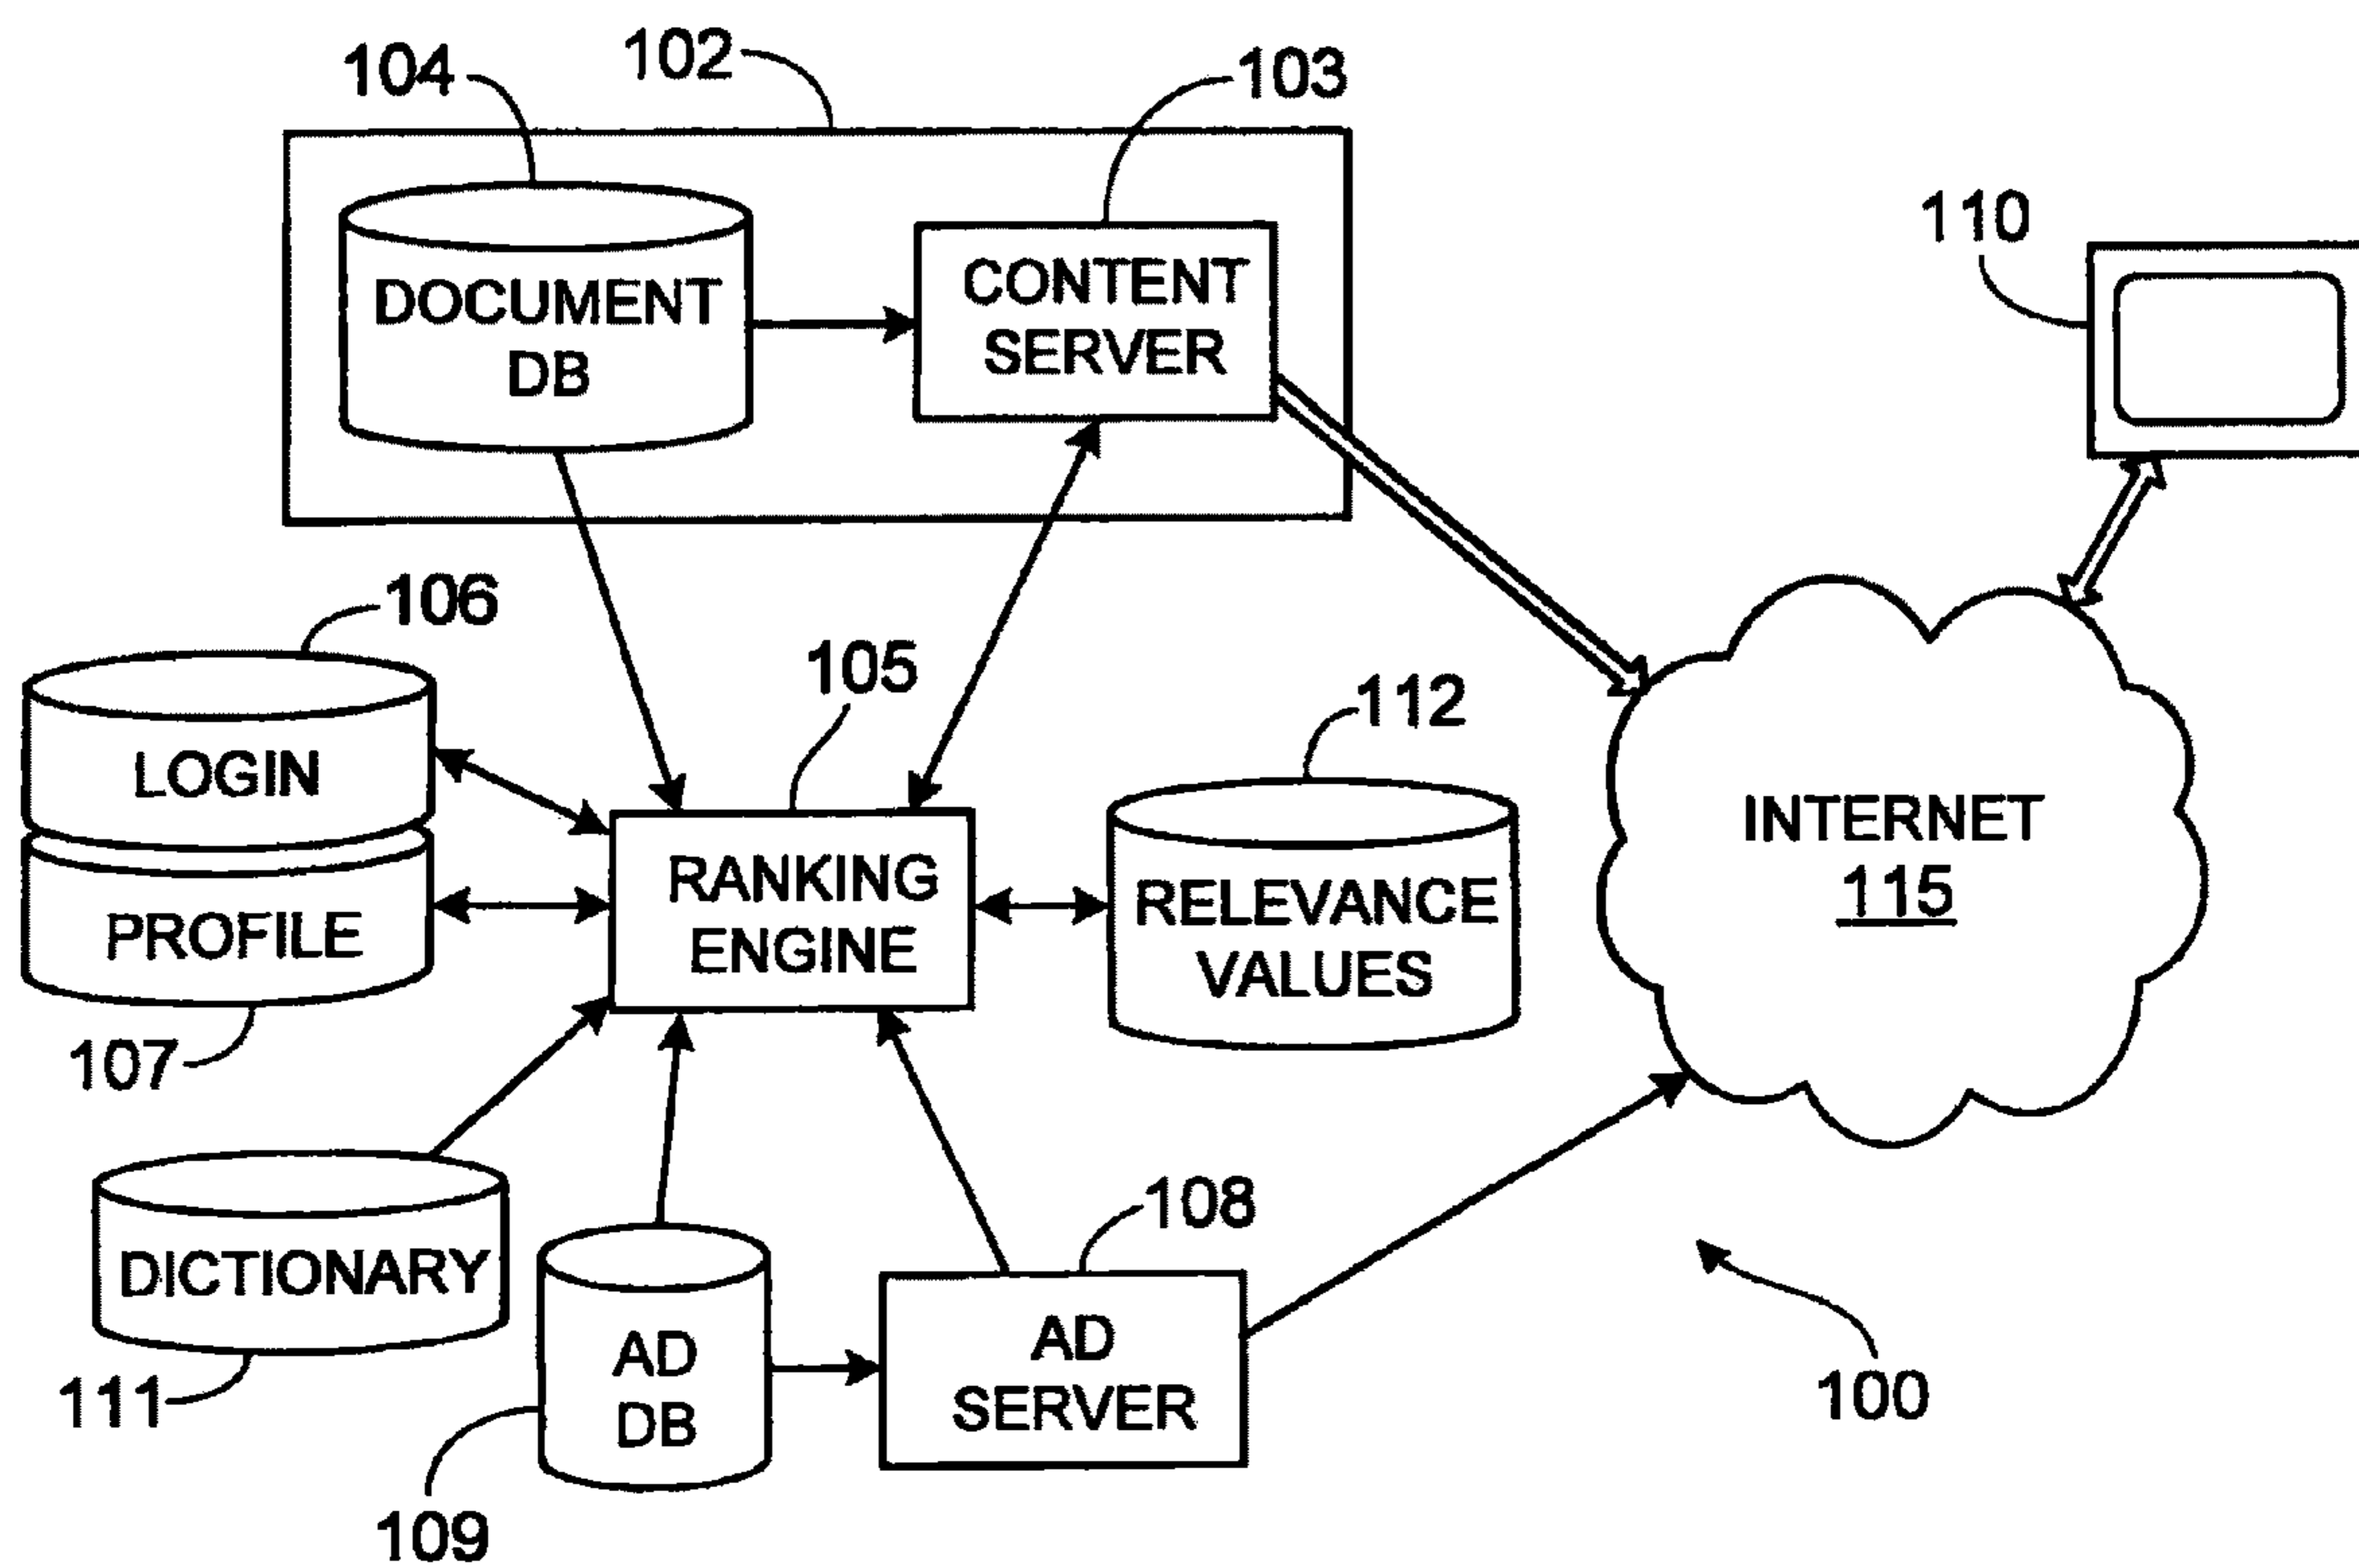 104
102
103
110
DOCUMENT
DB
CONTENT
SERVER
106
105
112
LOGIN
PROFILE
107
RANKING
ENGINE
RELEVANCE
VALUES
INTERNET
115
DICTIONARY
111
AD
DB
109
108
AD
SERVER
100